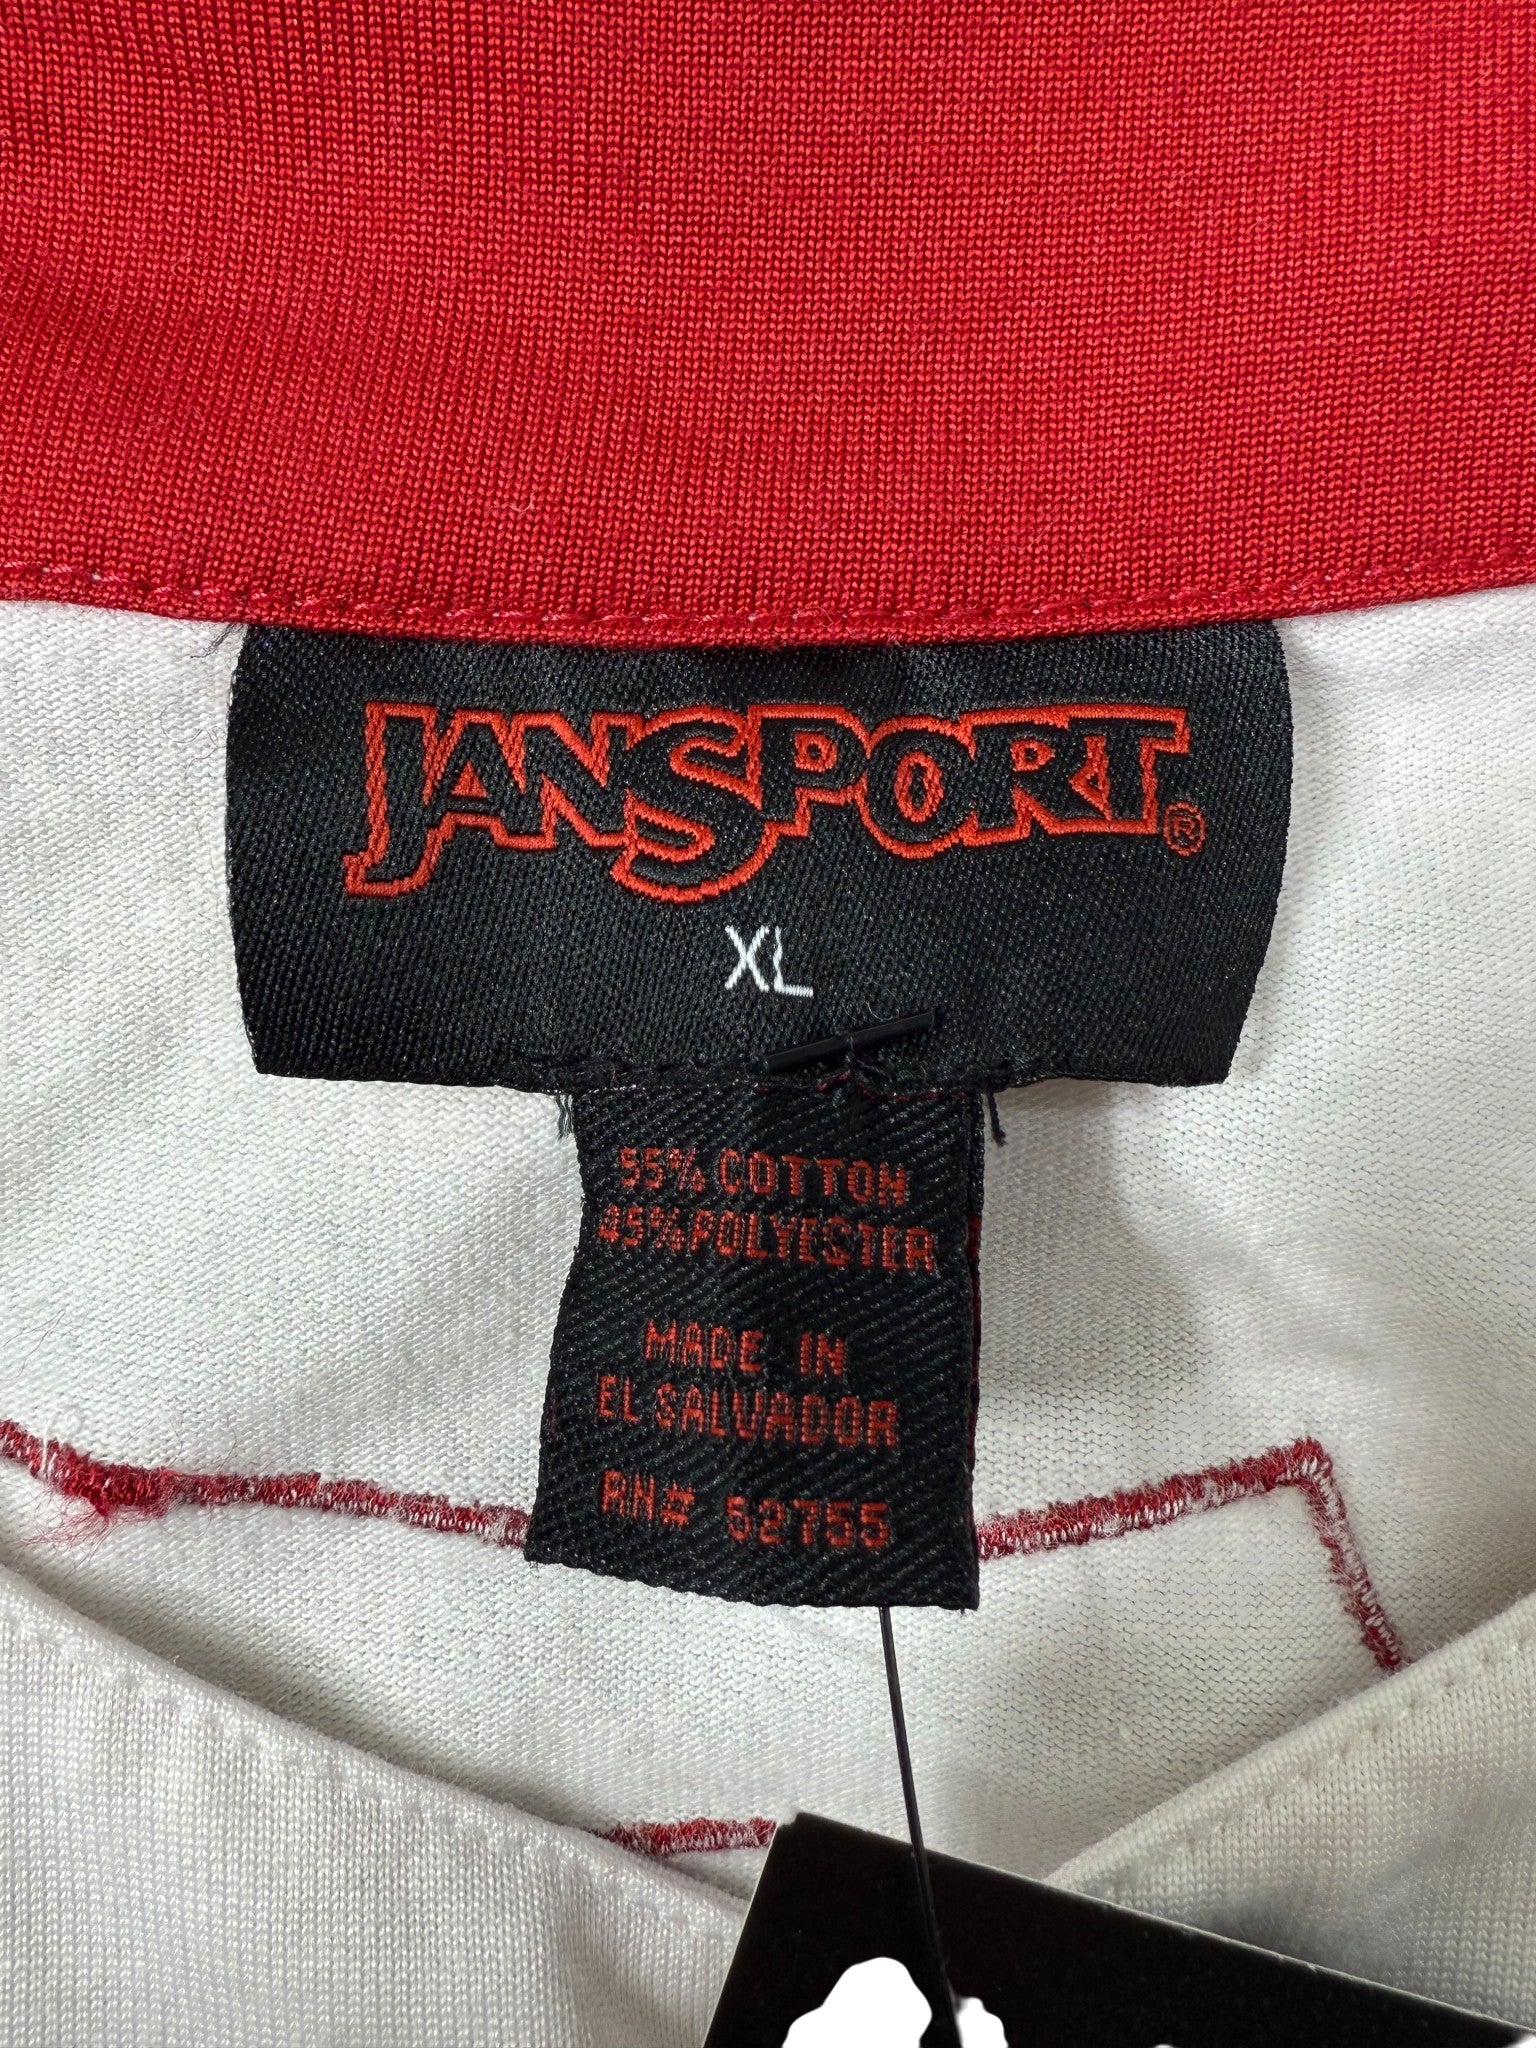 JANSPORT®
XL
55% COTTON
45% POLYESTER
MADE IN
EL SALVADOR
RN# 52755